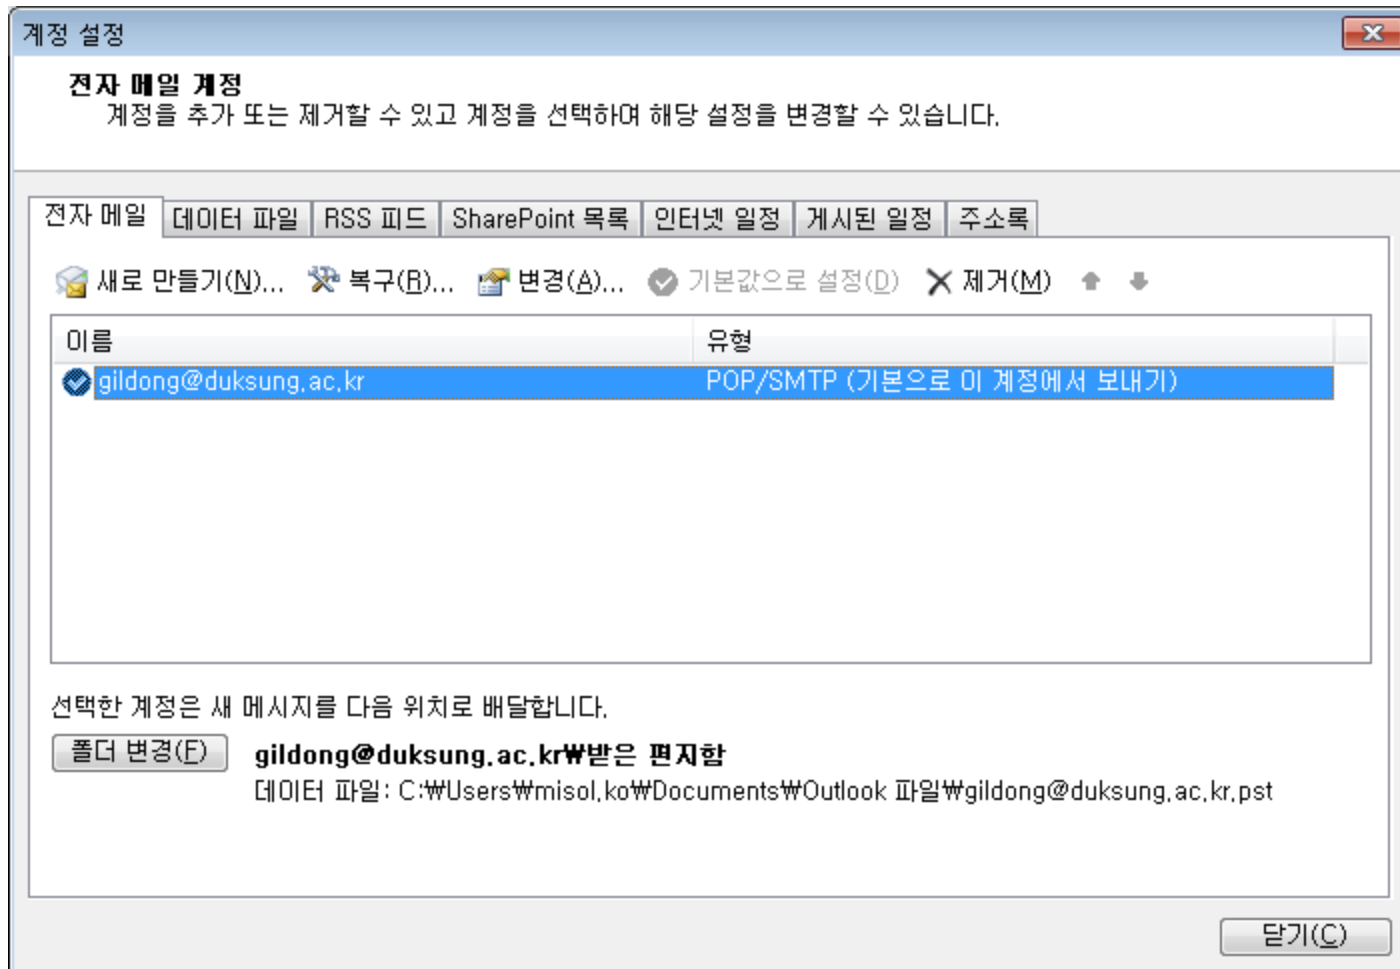 계정 설정
전자 메일 계정
계정을 추가 또는 제거할 수 있고 계정을 선택하여 해당 설정을 변경할 수 있습니다.
전자 메일 데이터 파일 RSS 피드 SharePoint 목록 인터넷 일정 게시된 일정 주소록
새로 만들기(N)... 복구(R)... 변경(A)... 기본값으로 설정(D) 제거(M)
이름 유형
gildong@duksung.ac.kr POP/SMTP (기본으로 이 계정에서 보내기)
선택한 계정은 새 메시지를 다음 위치로 배달합니다.
폴더 변경(F) gildong@duksung.ac.kr₩받은 편지함
데이터 파일: C:₩Users₩misol.ko₩Documents₩Outlook 파일₩gildong@duksung.ac.kr.pst
닫기(C)